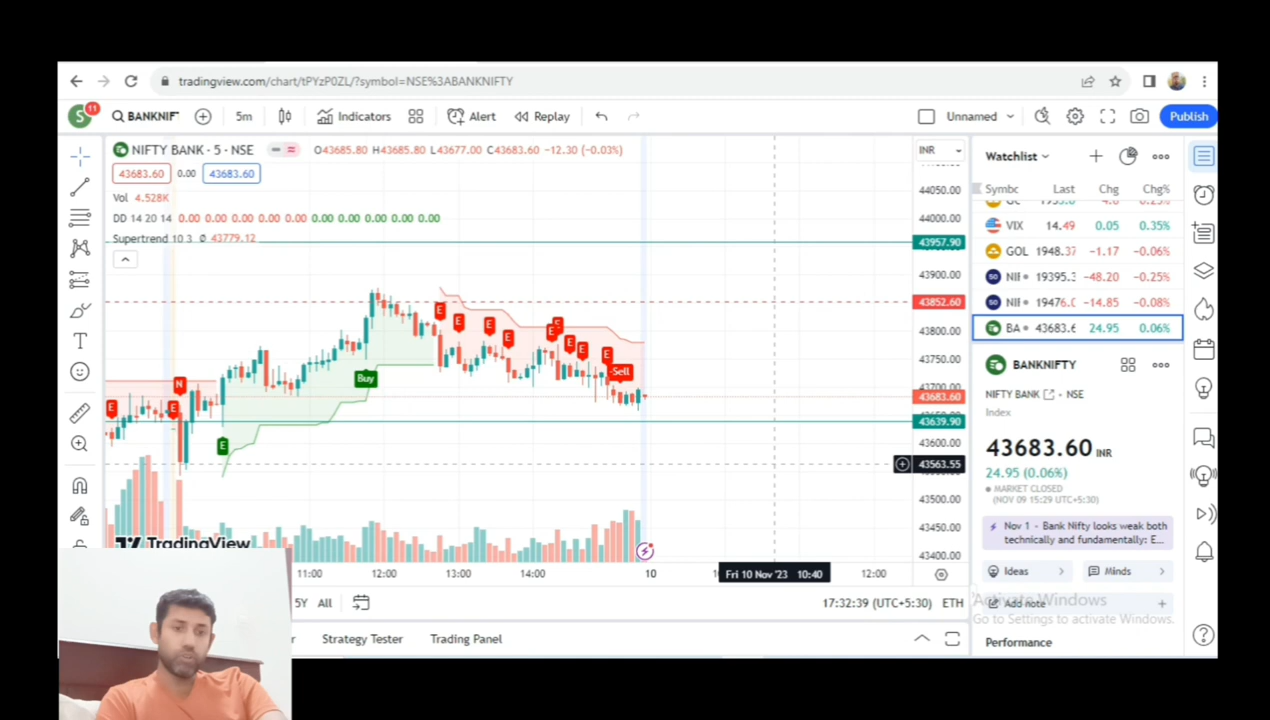 tradingview.com/chart/tPYzP0ZL/?symbol=NSE%3ABANKNIFTY
S 11 BANKNIF 5m Indicators Alert Replay Unnamed Publish
NIFTY BANK · 5 · NSE O43685.80 H43685.80 L43677.00 C43683.60 −12.30 (−0.03%)
43683.60 0.00 43683.60
Vol 4.528K
DD 14 20 14 0.00 0.00 0.00 0.00 0.00 0.00 0.00 0.00 0.00 0.00
Supertrend 10 3 Ø 43779.12
INR
44050.00
44000.00
43957.90
43900.00
43852.60
43800.00
43750.00
43700.00
43683.60
43639.90
43600.00
43563.55
43500.00
43450.00
43400.00
E N E E Buy E E E E E E E E E Sell
TradingView
11:00 12:00 13:00 14:00 10 Fri 10 Nov '23 10:40 12:00
5Y All 17:32:39 (UTC+5:30) ETH
Strategy Tester Trading Panel
Watchlist
Symbc Last Chg Chg%
VIX 14.49 0.05 0.35%
GOL 1948.37 −1.17 −0.06%
NIF 19395.3 −48.20 −0.25%
NIF 19476.0 −14.85 −0.08%
BA 43683.6 24.95 0.06%
BANKNIFTY
NIFTY BANK · NSE
Index
43683.60 INR
24.95 (0.06%)
MARKET CLOSED
(NOV 09 15:29 UTC+5:30)
Nov 1 - Bank Nifty looks weak both
technically and fundamentally: E...
Ideas Minds
Add note
Activate Windows
Go to Settings to activate Windows.
Performance